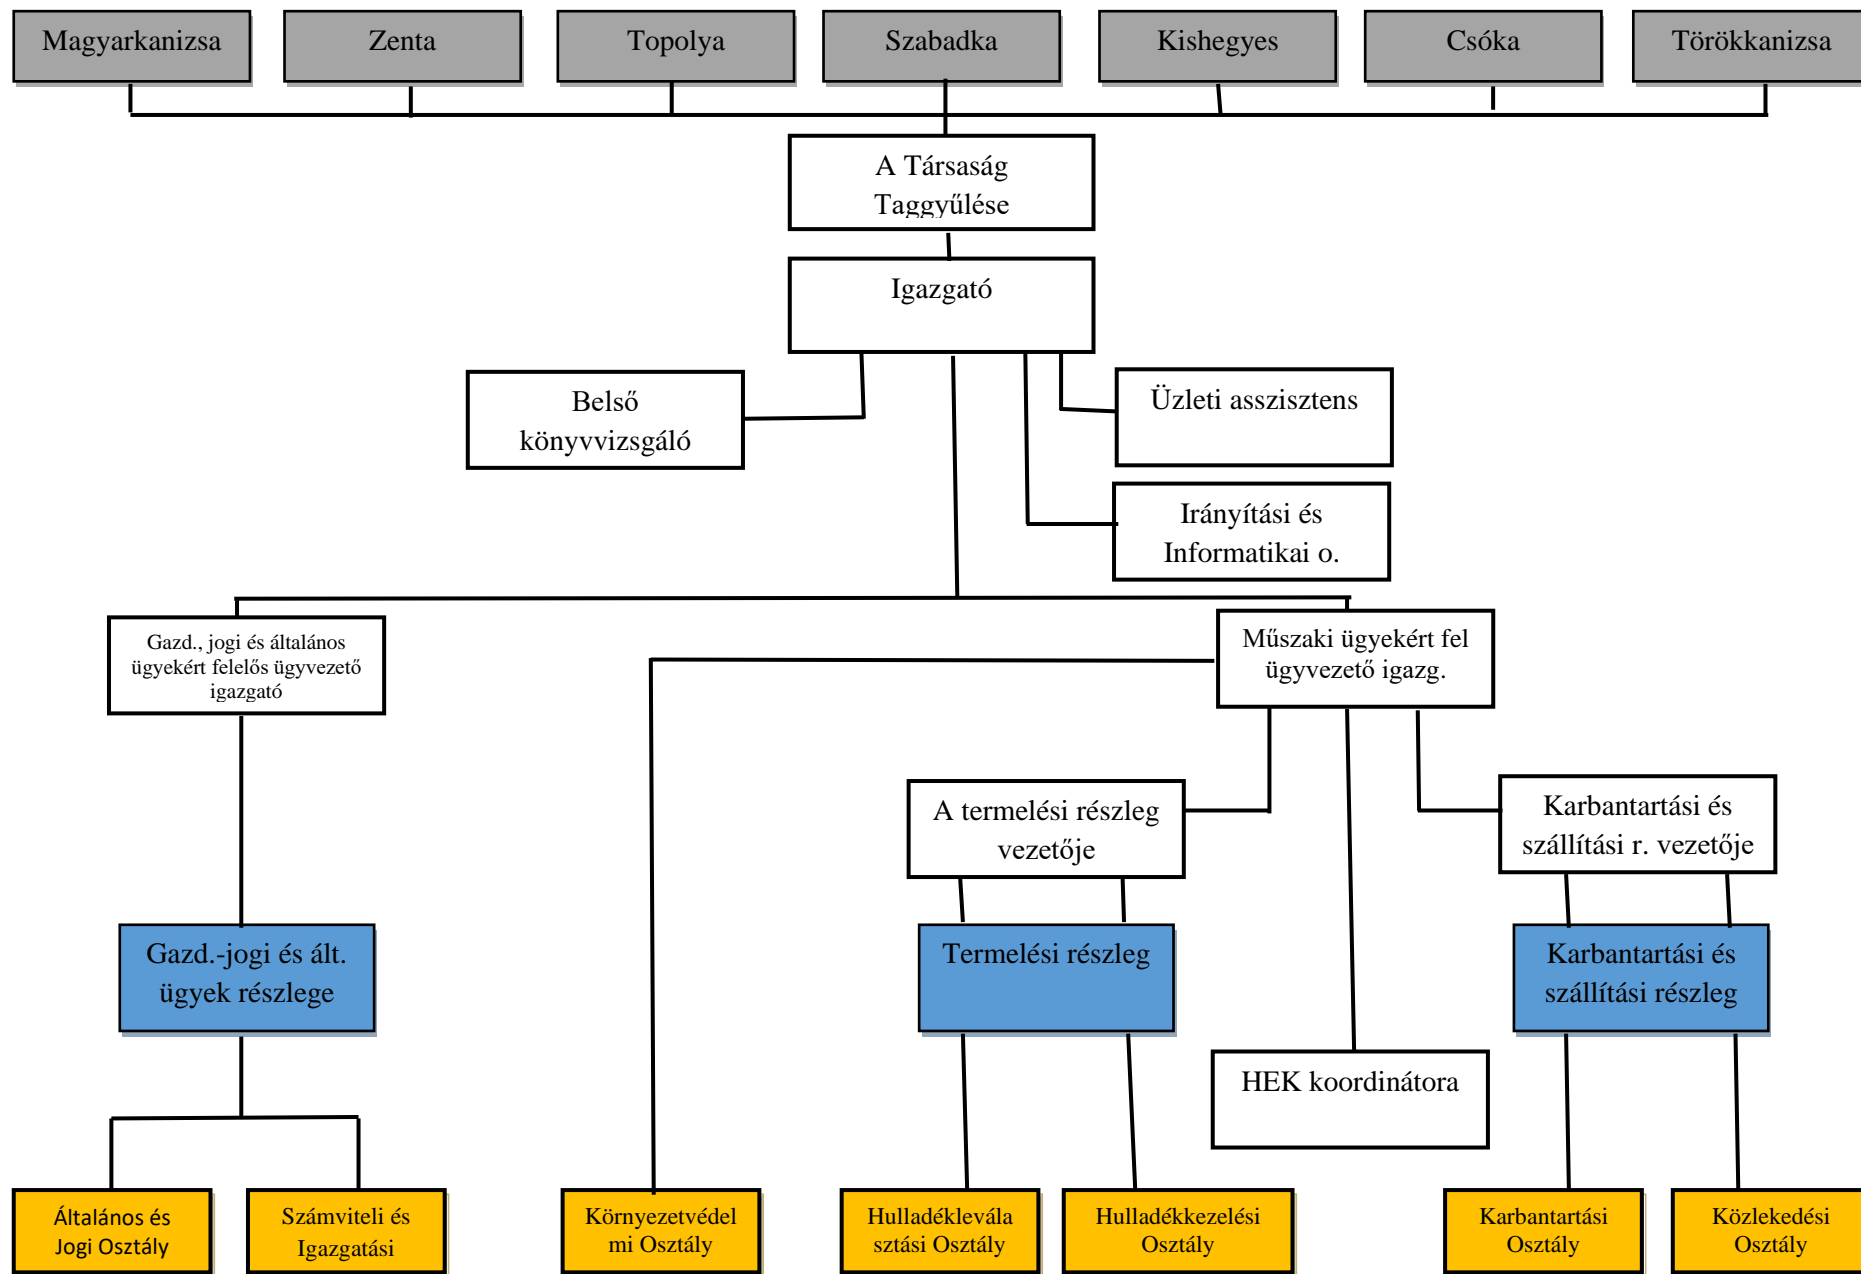 Magyarkanizsa
Zenta
Topolya
Szabadka
Kishegyes
Csóka
Törökkanizsa
A Társaság
Taggyűlése
Igazgató
Belső
könyvvizsgáló
Üzleti asszisztens
Irányítási és
Informatikai o.
Gazd., jogi és általános
ügyekért felelős ügyvezető
igazgató
Műszaki ügyekért fel
ügyvezető igazg.
A termelési részleg
vezetője
Karbantartási és
szállítási r. vezetője
Gazd.-jogi és ált.
ügyek részlege
Termelési részleg
Karbantartási és
szállítási részleg
HEK koordinátora
Általános és
Jogi Osztály
Számviteli és
Igazgatási
Környezetvédel
mi Osztály
Hulladéklevála
sztási Osztály
Hulladékkezelési
Osztály
Karbantartási
Osztály
Közlekedési
Osztály